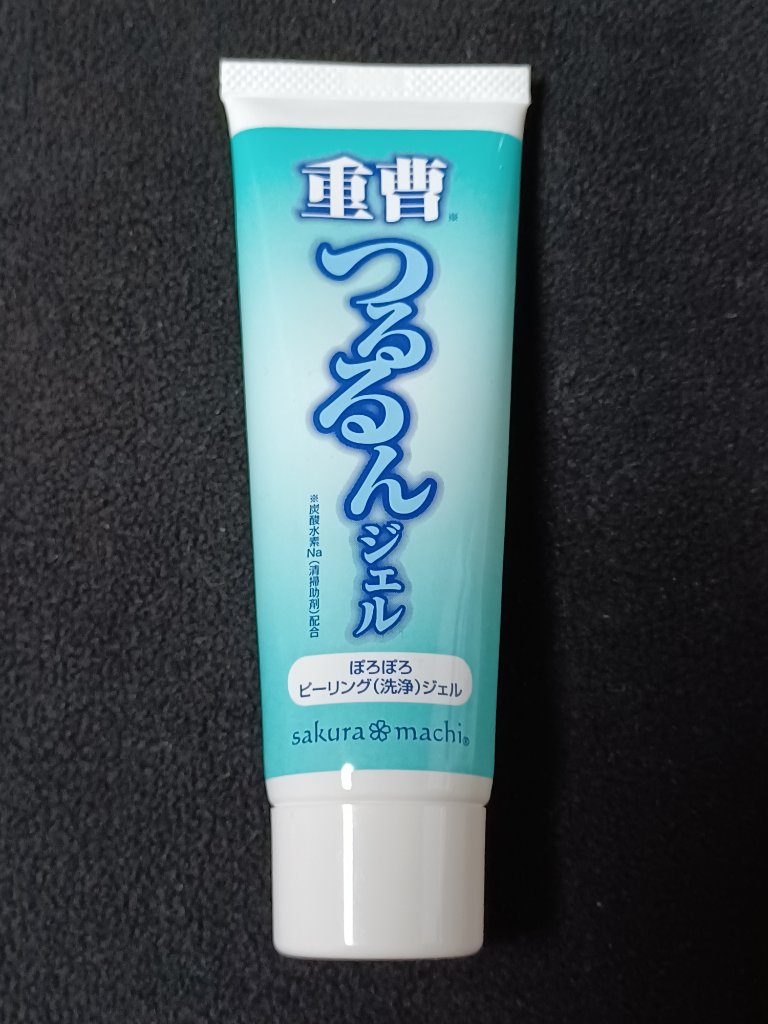 重曹※
つるるんジェル
※炭酸水素Na(清掃助剤)配合
ぽろぽろ
ピーリング(洗浄)ジェル
sakura machi®